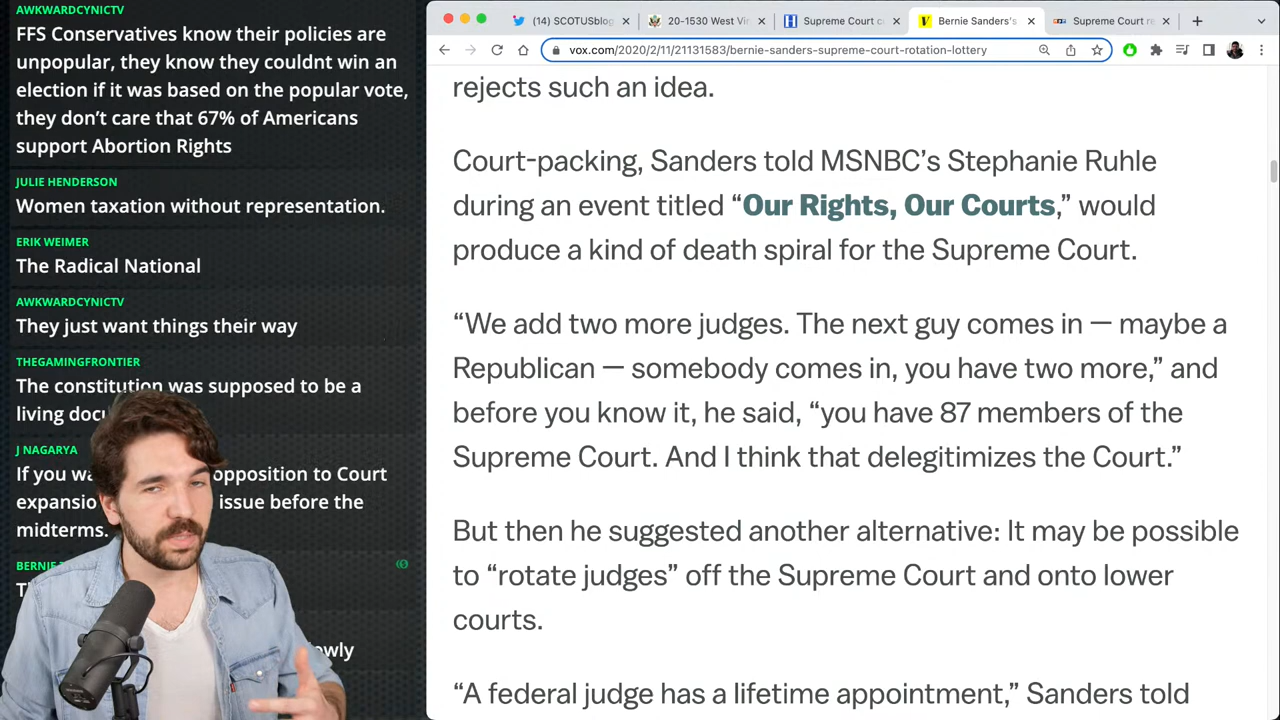 AWKWARDCYNICTV
FFS Conservatives know their policies are
unpopular, they know they couldnt win an
election if it was based on the popular vote,
they don't care that 67% of Americans
support Abortion Rights
JULIE HENDERSON
Women taxation without representation.
ERIK WEIMER
The Radical National
AWKWARDCYNICTV
They just want things their way
THEGAMINGFRONTIER
The constitution was supposed to be a
living
J NAGARYA
If you opposition to Court
issue before the
midterms.
(14) SCOTUSblog
20-1530 West Vir
Supreme Court c
Bernie Sanders's
Supreme Court re
vox.com/2020/2/11/21131583/bernie-sanders-supreme-court-rotation-lottery
rejects such an idea.
Court-packing, Sanders told MSNBC's Stephanie Ruhle
during an event titled “Our Rights, Our Courts,” would
produce a kind of death spiral for the Supreme Court.
“We add two more judges. The next guy comes in — maybe a
Republican — somebody comes in, you have two more,” and
before you know it, he said, “you have 87 members of the
Supreme Court. And I think that delegitimizes the Court.”
But then he suggested another alternative: It may be possible
to “rotate judges” off the Supreme Court and onto lower
courts.
“A federal judge has a lifetime appointment,” Sanders told